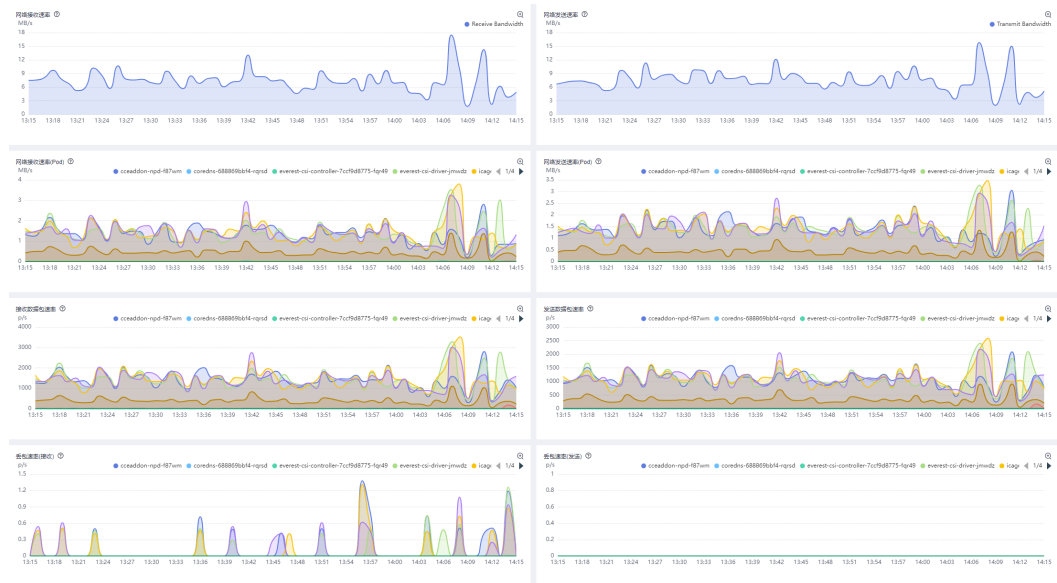 网络接收速率
MB/s
Receive Bandwidth
18
15
12
9
6
3
0
13:15 13:18 13:21 13:24 13:27 13:30 13:33 13:36 13:39 13:42 13:45 13:48 13:51 13:54 13:57 14:00 14:03 14:06 14:09 14:12 14:15
网络发送速率
MB/s
Transmit Bandwidth
18
15
12
9
6
3
0
13:15 13:18 13:21 13:24 13:27 13:30 13:33 13:36 13:39 13:42 13:45 13:48 13:51 13:54 13:57 14:00 14:03 14:06 14:09 14:12 14:15
网络接收速率(Pod)
MB/s
cceaddon-npd-f87wm coredns-688869bbf4-rqrsd everest-csi-controller-7ccf9d8775-fqr49 everest-csi-driver-jmwdz icag 1/4
4
3
2
1
0
13:15 13:18 13:21 13:24 13:27 13:30 13:33 13:36 13:39 13:42 13:45 13:48 13:51 13:54 13:57 14:00 14:03 14:06 14:09 14:12 14:15
网络发送速率(Pod)
MB/s
cceaddon-npd-f87wm coredns-688869bbf4-rqrsd everest-csi-controller-7ccf9d8775-fqr49 everest-csi-driver-jmwdz icag 1/4
3.5
3
2.5
2
1.5
1
0.5
0
13:15 13:18 13:21 13:24 13:27 13:30 13:33 13:36 13:39 13:42 13:45 13:48 13:51 13:54 13:57 14:00 14:03 14:06 14:09 14:12 14:15
接收数据包速率
p/s
cceaddon-npd-f87wm coredns-688869bbf4-rqrsd everest-csi-controller-7ccf9d8775-fqr49 everest-csi-driver-jmwdz icag 1/4
4000
3000
2000
1000
0
13:15 13:18 13:21 13:24 13:27 13:30 13:33 13:36 13:39 13:42 13:45 13:48 13:51 13:54 13:57 14:00 14:03 14:06 14:09 14:12 14:15
发送数据包速率
p/s
cceaddon-npd-f87wm coredns-688869bbf4-rqrsd everest-csi-controller-7ccf9d8775-fqr49 everest-csi-driver-jmwdz icag 1/4
3000
2500
2000
1500
1000
500
0
13:15 13:18 13:21 13:24 13:27 13:30 13:33 13:36 13:39 13:42 13:45 13:48 13:51 13:54 13:57 14:00 14:03 14:06 14:09 14:12 14:15
丢包速率(接收)
p/s
cceaddon-npd-f87wm coredns-688869bbf4-rqrsd everest-csi-controller-7ccf9d8775-fqr49 everest-csi-driver-jmwdz icag 1/4
1.5
1.2
0.9
0.6
0.3
0
13:15 13:18 13:21 13:24 13:27 13:30 13:33 13:36 13:39 13:42 13:45 13:48 13:51 13:54 13:57 14:00 14:03 14:06 14:09 14:12 14:15
丢包速率(发送)
p/s
cceaddon-npd-f87wm coredns-688869bbf4-rqrsd everest-csi-controller-7ccf9d8775-fqr49 everest-csi-driver-jmwdz icag 1/4
1
0.8
0.6
0.4
0.2
0
13:15 13:18 13:21 13:24 13:27 13:30 13:33 13:36 13:39 13:42 13:45 13:48 13:51 13:54 13:57 14:00 14:03 14:06 14:09 14:12 14:15